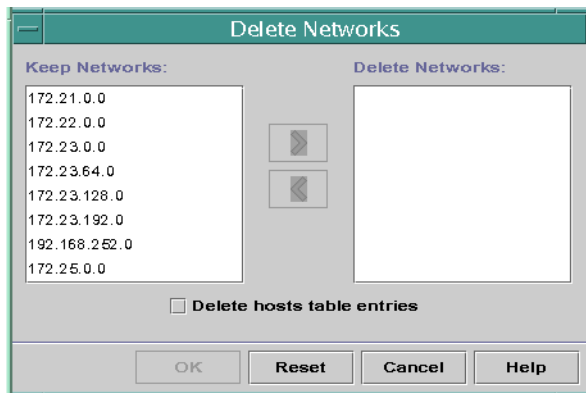 Delete Networks
Keep Networks:
Delete Networks:
172.21.0.0
172.22.0.0
172.23.0.0
172.23.64.0
172.23.128.0
172.23.192.0
192.168.252.0
172.25.0.0
Delete hosts table entries
OK
Reset
Cancel
Help